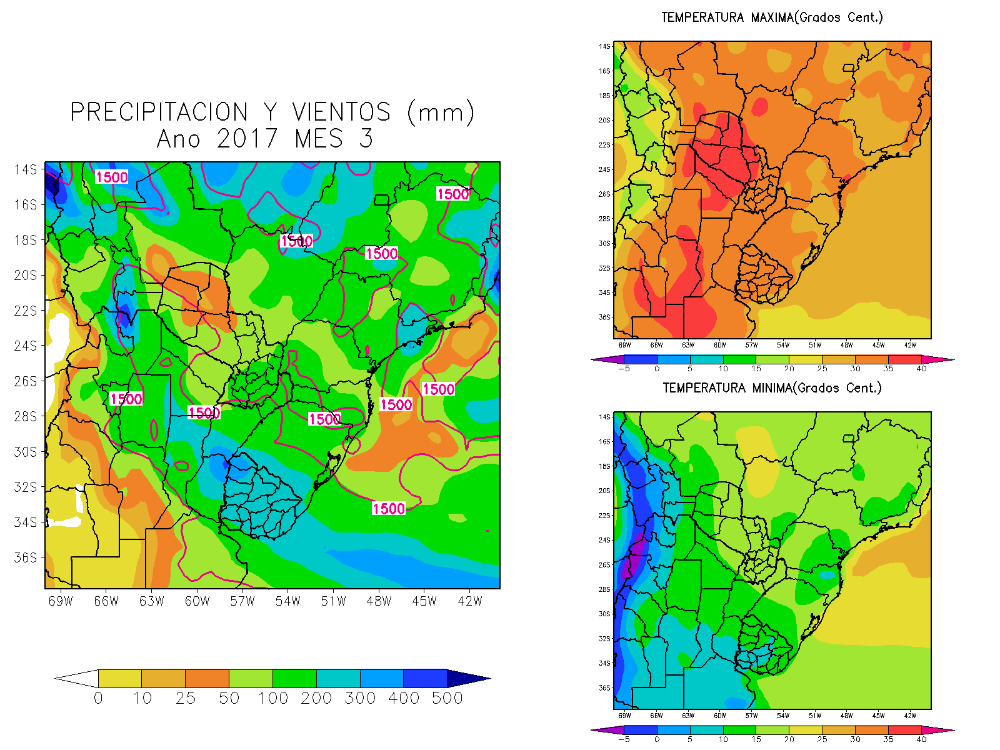 PRECIPITACION Y VIENTOS (mm)
Ano 2017 MES 3
14S
16S
18S
20S
22S
24S
26S
28S
30S
32S
34S
36S
1500
1500
1500
1500
1500
1500
1500
1500
1500
1500
69W 66W 63W 60W 57W 54W 51W 48W 45W 42W
0 10 25 50 100 200 300 400 500
TEMPERATURA MAXIMA(Grados Cent.)
14S
16S
18S
20S
22S
24S
26S
28S
30S
32S
34S
36S
69W 66W 63W 60W 57W 54W 51W 48W 45W 42W
-5 0 5 10 15 20 25 30 35 40
TEMPERATURA MINIMA(Grados Cent.)
14S
16S
18S
20S
22S
24S
26S
28S
30S
32S
34S
36S
69W 66W 63W 60W 57W 54W 51W 48W 45W 42W
-5 0 5 10 15 20 25 30 35 40